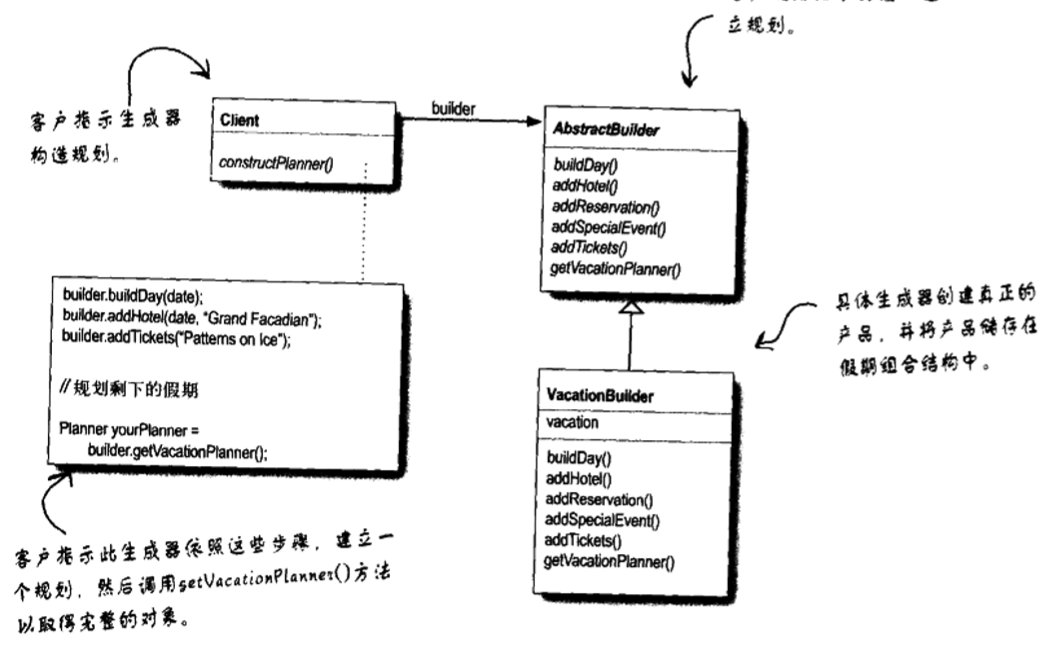 立规划。
客户指示生成器
构造规划。
Client
constructPlanner()
builder
AbstractBuilder
buildDay()
addHotel()
addReservation()
addSpecialEvent()
addTickets()
getVacationPlanner()
builder.buildDay(date);
builder.addHotel(date, “Grand Facadian”);
builder.addTickets(“Patterns on Ice”);
//规划剩下的假期
Planner yourPlanner =
builder.getVacationPlanner();
具体生成器创建真正的
产品，并将产品储存在
假期组合结构中。
VacationBuilder
vacation
buildDay()
addHotel()
addReservation()
addSpecialEvent()
addTickets()
getVacationPlanner()
客户指示此生成器依照这些步骤，建立一
个规划，然后调用getVacationPlanner()方法
以取得完整的对象。